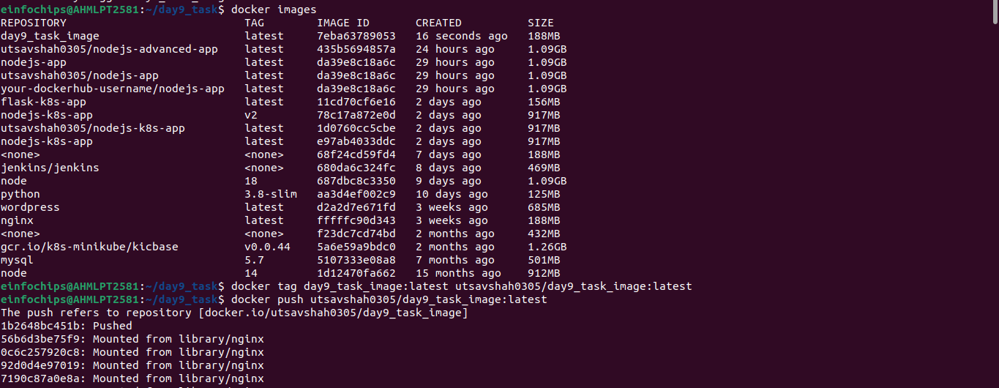 einfochips@AHMLPT2581:~/day9_task$ docker images
REPOSITORY TAG IMAGE ID CREATED SIZE
day9_task_image latest 7eba63789053 16 seconds ago 188MB
utsavshah0305/nodejs-advanced-app latest 435b5694857a 24 hours ago 1.09GB
nodejs-app latest da39e8c18a6c 29 hours ago 1.09GB
utsavshah0305/nodejs-app latest da39e8c18a6c 29 hours ago 1.09GB
your-dockerhub-username/nodejs-app latest da39e8c18a6c 29 hours ago 1.09GB
flask-k8s-app latest 11cd70cf6e16 2 days ago 156MB
nodejs-k8s-app v2 78c17a872e0d 2 days ago 917MB
utsavshah0305/nodejs-k8s-app latest 1d0760cc5cbe 2 days ago 917MB
nodejs-k8s-app latest e97ab4033ddc 2 days ago 917MB
<none> <none> 68f24cd59fd4 7 days ago 188MB
jenkins/jenkins <none> 680da6c324fc 8 days ago 469MB
node 18 687dbc8c3350 9 days ago 1.09GB
python 3.8-slim aa3d4ef002c9 10 days ago 125MB
wordpress latest d2a2d7e671fd 3 weeks ago 685MB
nginx latest fffffc90d343 3 weeks ago 188MB
<none> <none> f23dc7cd74bd 2 months ago 432MB
gcr.io/k8s-minikube/kicbase v0.0.44 5a6e59a9bdc0 2 months ago 1.26GB
mysql 5.7 5107333e08a8 7 months ago 501MB
node 14 1d12470fa662 15 months ago 912MB
einfochips@AHMLPT2581:~/day9_task$ docker tag day9_task_image:latest utsavshah0305/day9_task_image:latest
einfochips@AHMLPT2581:~/day9_task$ docker push utsavshah0305/day9_task_image:latest
The push refers to repository [docker.io/utsavshah0305/day9_task_image]
1b2648bc451b: Pushed
56b6d3be75f9: Mounted from library/nginx
0c6c257920c8: Mounted from library/nginx
92d0d4e97019: Mounted from library/nginx
7190c87a0e8a: Mounted from library/nginx